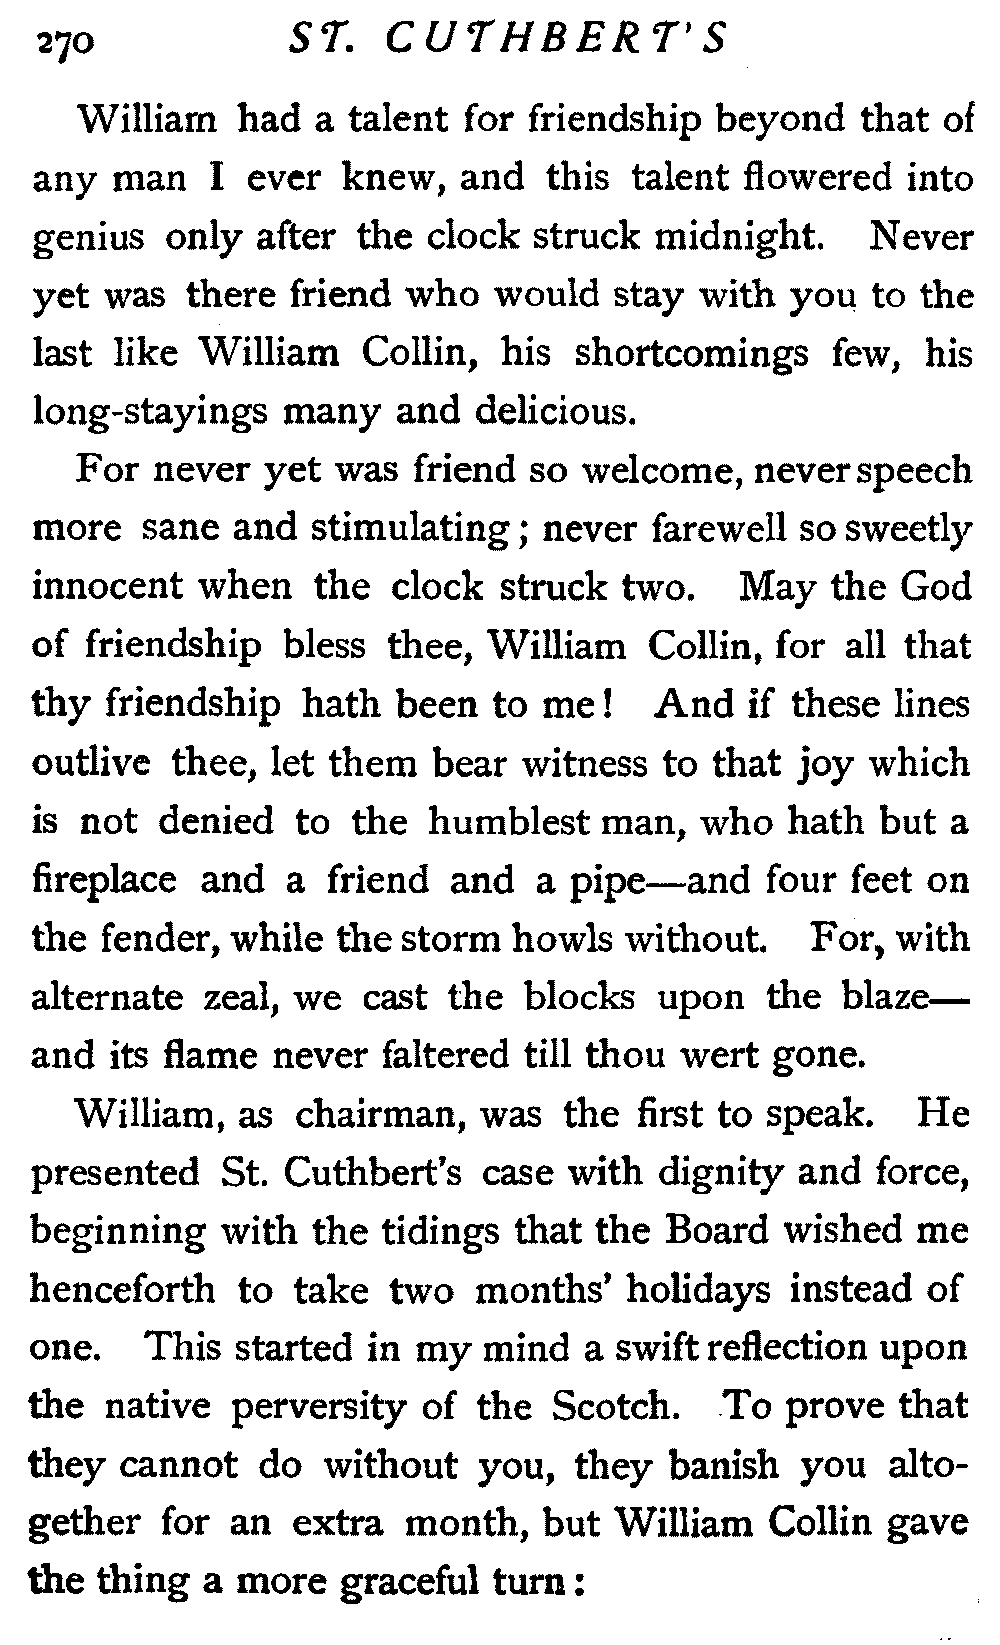 270 ST. CUTHBERT'S
William had a talent for friendship beyond that of
any man I ever knew, and this talent flowered into
genius only after the clock struck midnight. Never
yet was there friend who would stay with you to the
last like William Collin, his shortcomings few, his
long-stayings many and delicious.
For never yet was friend so welcome, never speech
more sane and stimulating; never farewell so sweetly
innocent when the clock struck two. May the God
of friendship bless thee, William Collin, for all that
thy friendship hath been to me! And if these lines
outlive thee, let them bear witness to that joy which
is not denied to the humblest man, who hath but a
fireplace and a friend and a pipe—and four feet on
the fender, while the storm howls without. For, with
alternate zeal, we cast the blocks upon the blaze—
and its flame never faltered till thou wert gone.
William, as chairman, was the first to speak. He
presented St. Cuthbert's case with dignity and force,
beginning with the tidings that the Board wished me
henceforth to take two months' holidays instead of
one. This started in my mind a swift reflection upon
the native perversity of the Scotch. To prove that
they cannot do without you, they banish you alto-
gether for an extra month, but William Collin gave
the thing a more graceful turn: